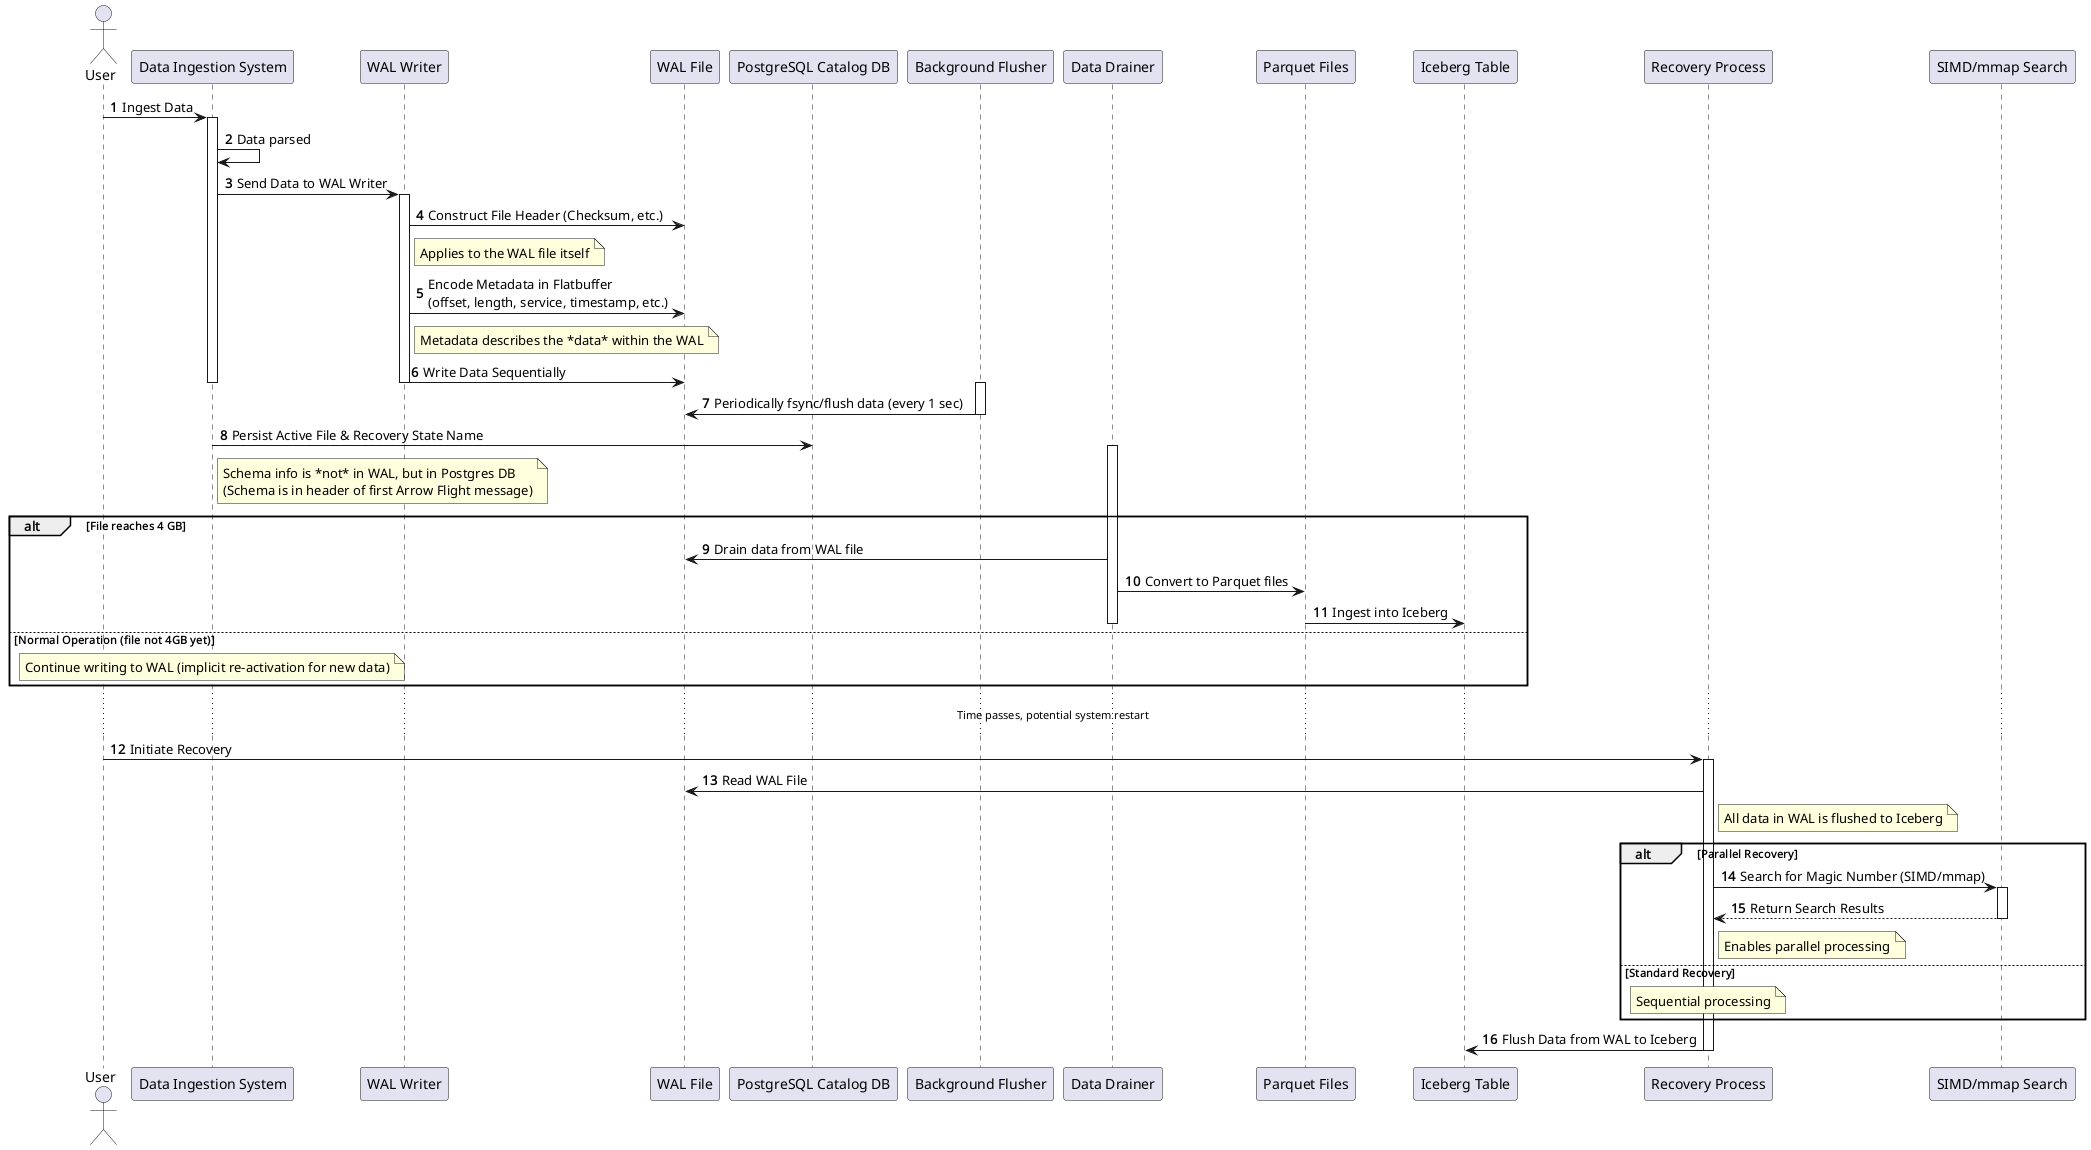 User
Data Ingestion System
WAL Writer
WAL File
PostgreSQL Catalog DB
Background Flusher
Data Drainer
Parquet Files
Iceberg Table
Recovery Process
SIMD/mmap Search
1 Ingest Data
2 Data parsed
3 Send Data to WAL Writer
4 Construct File Header (Checksum, etc.)
Applies to the WAL file itself
5 Encode Metadata in Flatbuffer
(offset, length, service, timestamp, etc.)
Metadata describes the *data* within the WAL
6 Write Data Sequentially
7 Periodically fsync/flush data (every 1 sec)
8 Persist Active File & Recovery State Name
Schema info is *not* in WAL, but in Postgres DB
(Schema is in header of first Arrow Flight message)
alt [File reaches 4 GB]
9 Drain data from WAL file
10 Convert to Parquet files
11 Ingest into Iceberg
[Normal Operation (file not 4GB yet)]
Continue writing to WAL (implicit re-activation for new data)
Time passes, potential system restart
12 Initiate Recovery
13 Read WAL File
All data in WAL is flushed to Iceberg
alt [Parallel Recovery]
14 Search for Magic Number (SIMD/mmap)
15 Return Search Results
Enables parallel processing
[Standard Recovery]
Sequential processing
16 Flush Data from WAL to Iceberg
User
Data Ingestion System
WAL Writer
WAL File
PostgreSQL Catalog DB
Background Flusher
Data Drainer
Parquet Files
Iceberg Table
Recovery Process
SIMD/mmap Search